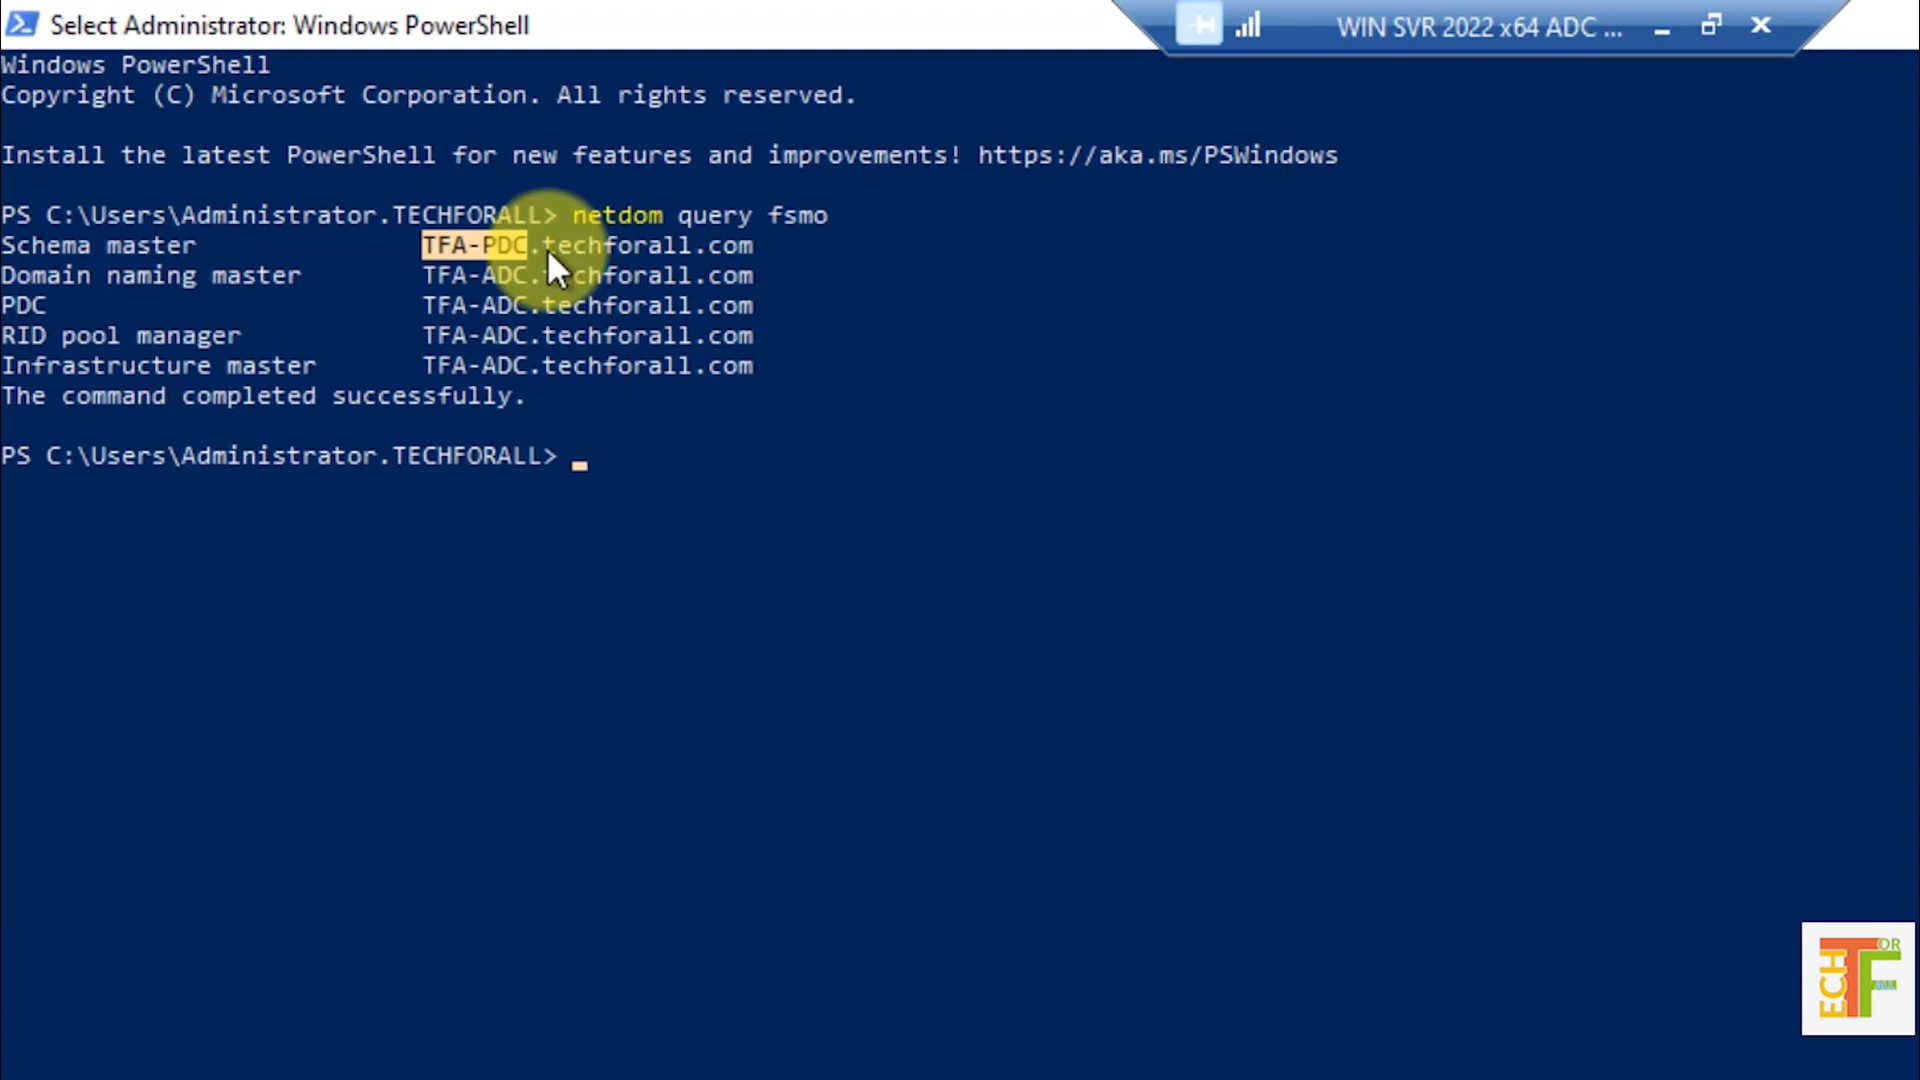 Select Administrator: Windows PowerShell
WIN SVR 2022 x64 ADC ...
Windows PowerShell
Copyright (C) Microsoft Corporation. All rights reserved.
Install the latest PowerShell for new features and improvements! https://aka.ms/PSWindows
PS C:\Users\Administrator.TECHFORALL> netdom query fsmo
Schema master               TFA-PDC.techforall.com
Domain naming master        TFA-ADC.techforall.com
PDC                         TFA-ADC.techforall.com
RID pool manager            TFA-ADC.techforall.com
Infrastructure master       TFA-ADC.techforall.com
The command completed successfully.
PS C:\Users\Administrator.TECHFORALL>
TECH FOR ALL